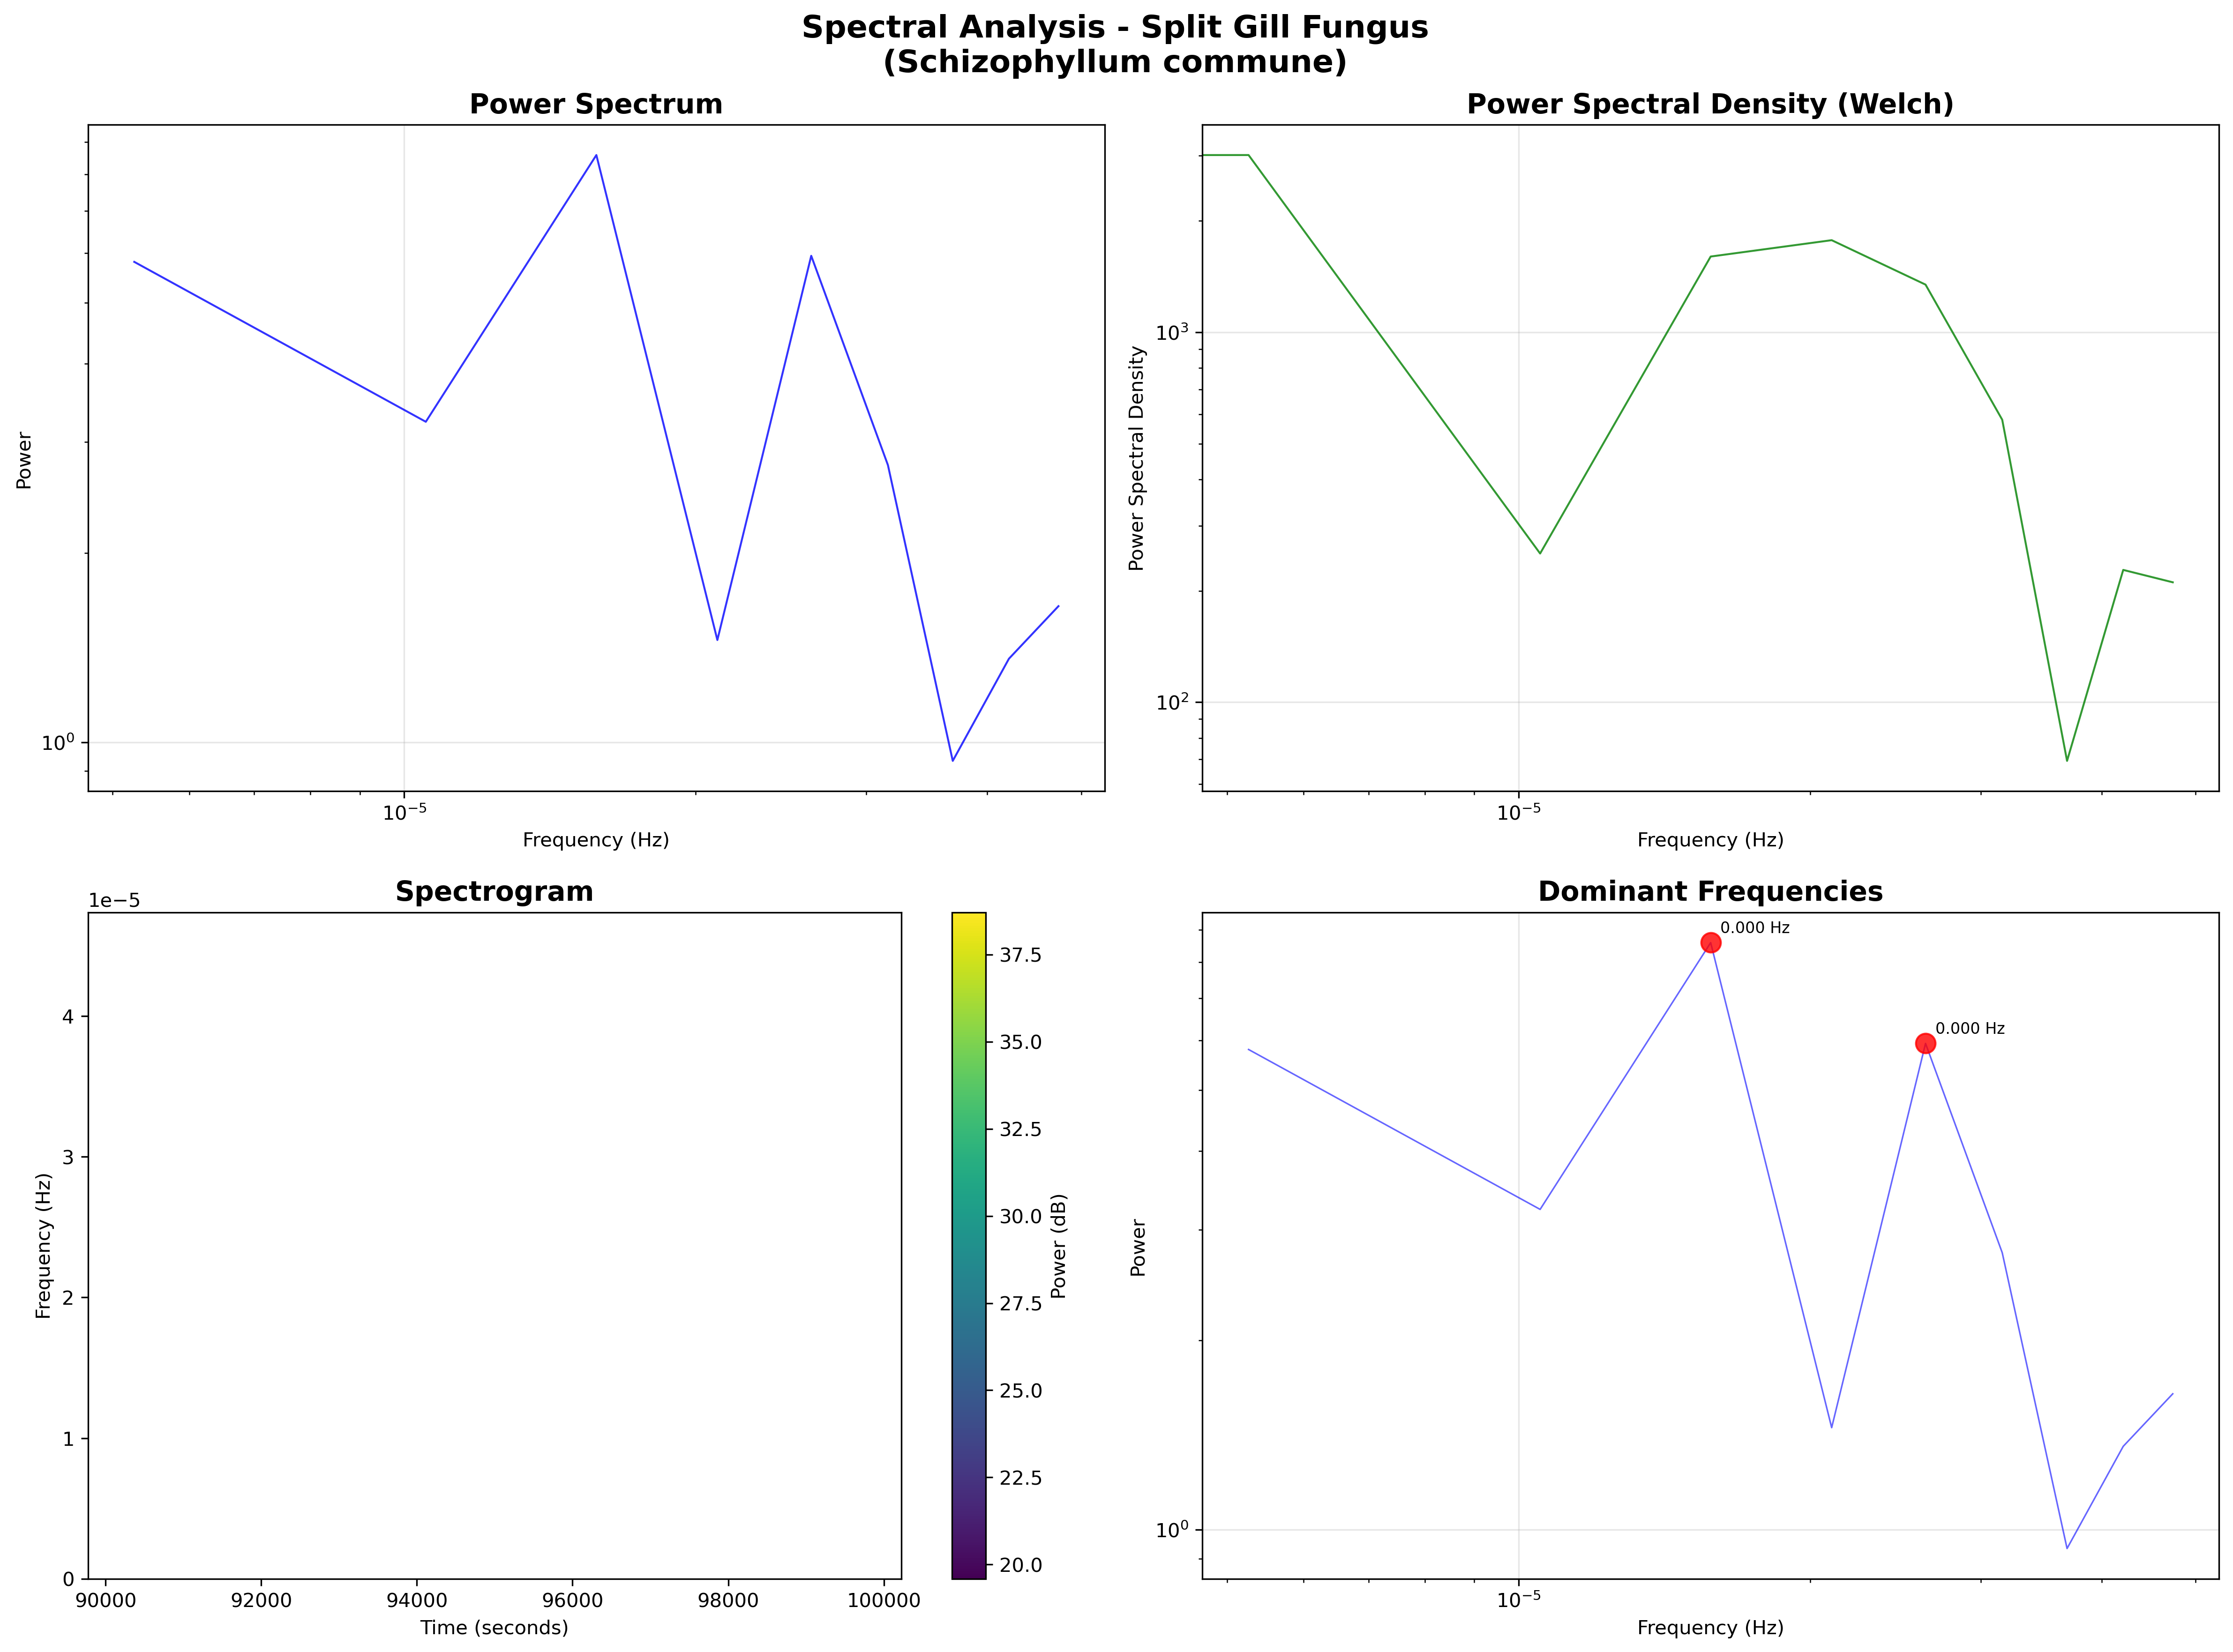 Spectral Analysis - Split Gill Fungus
(Schizophyllum commune)
Power Spectrum
Power
10⁰
10⁻⁵
Frequency (Hz)
Power Spectral Density (Welch)
Power Spectral Density
10³
10²
10⁻⁵
Frequency (Hz)
Spectrogram
1e−5
Frequency (Hz)
4
3
2
1
0
90000 92000 94000 96000 98000 100000
Time (seconds)
37.5
35.0
32.5
30.0
27.5
25.0
22.5
20.0
Power (dB)
Dominant Frequencies
0.000 Hz
0.000 Hz
Power
10⁰
10⁻⁵
Frequency (Hz)